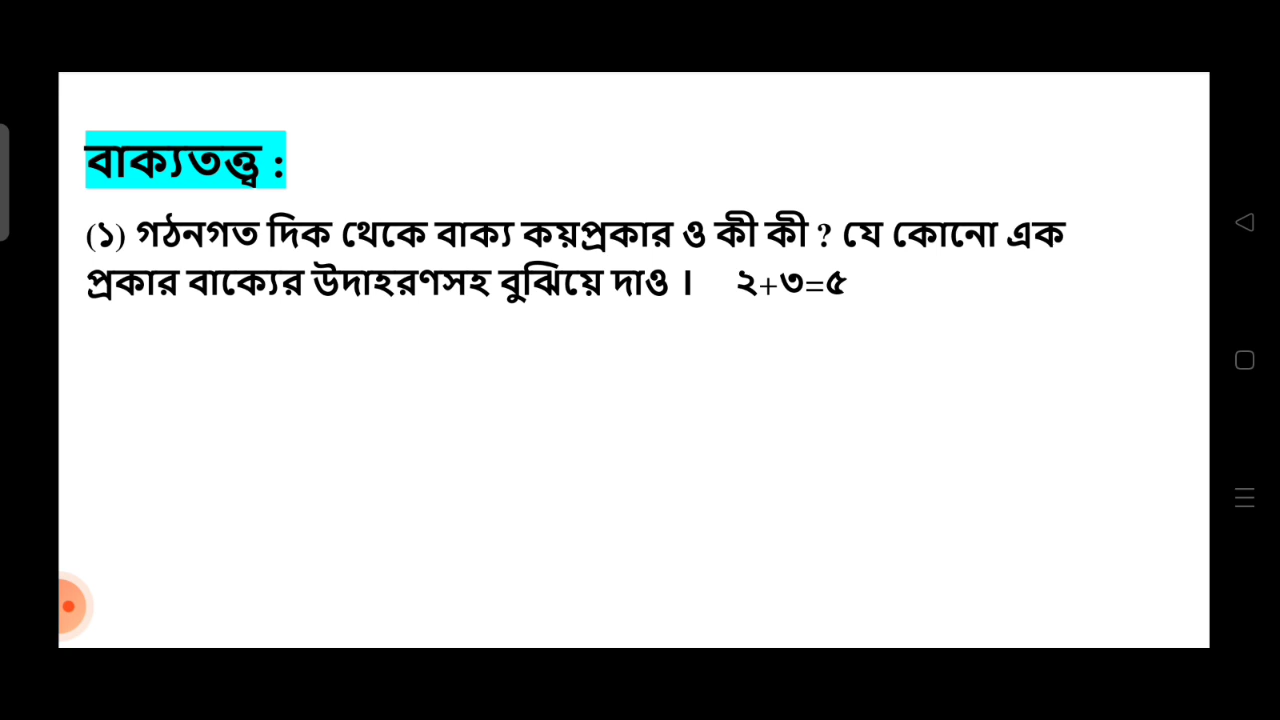 বাক্যতত্ত্ব :
(১) গঠনগত দিক থেকে বাক্য কয়প্রকার ও কী কী ? যে কোনো এক
প্রকার বাক্যের উদাহরণসহ বুঝিয়ে দাও । ২+৩=৫